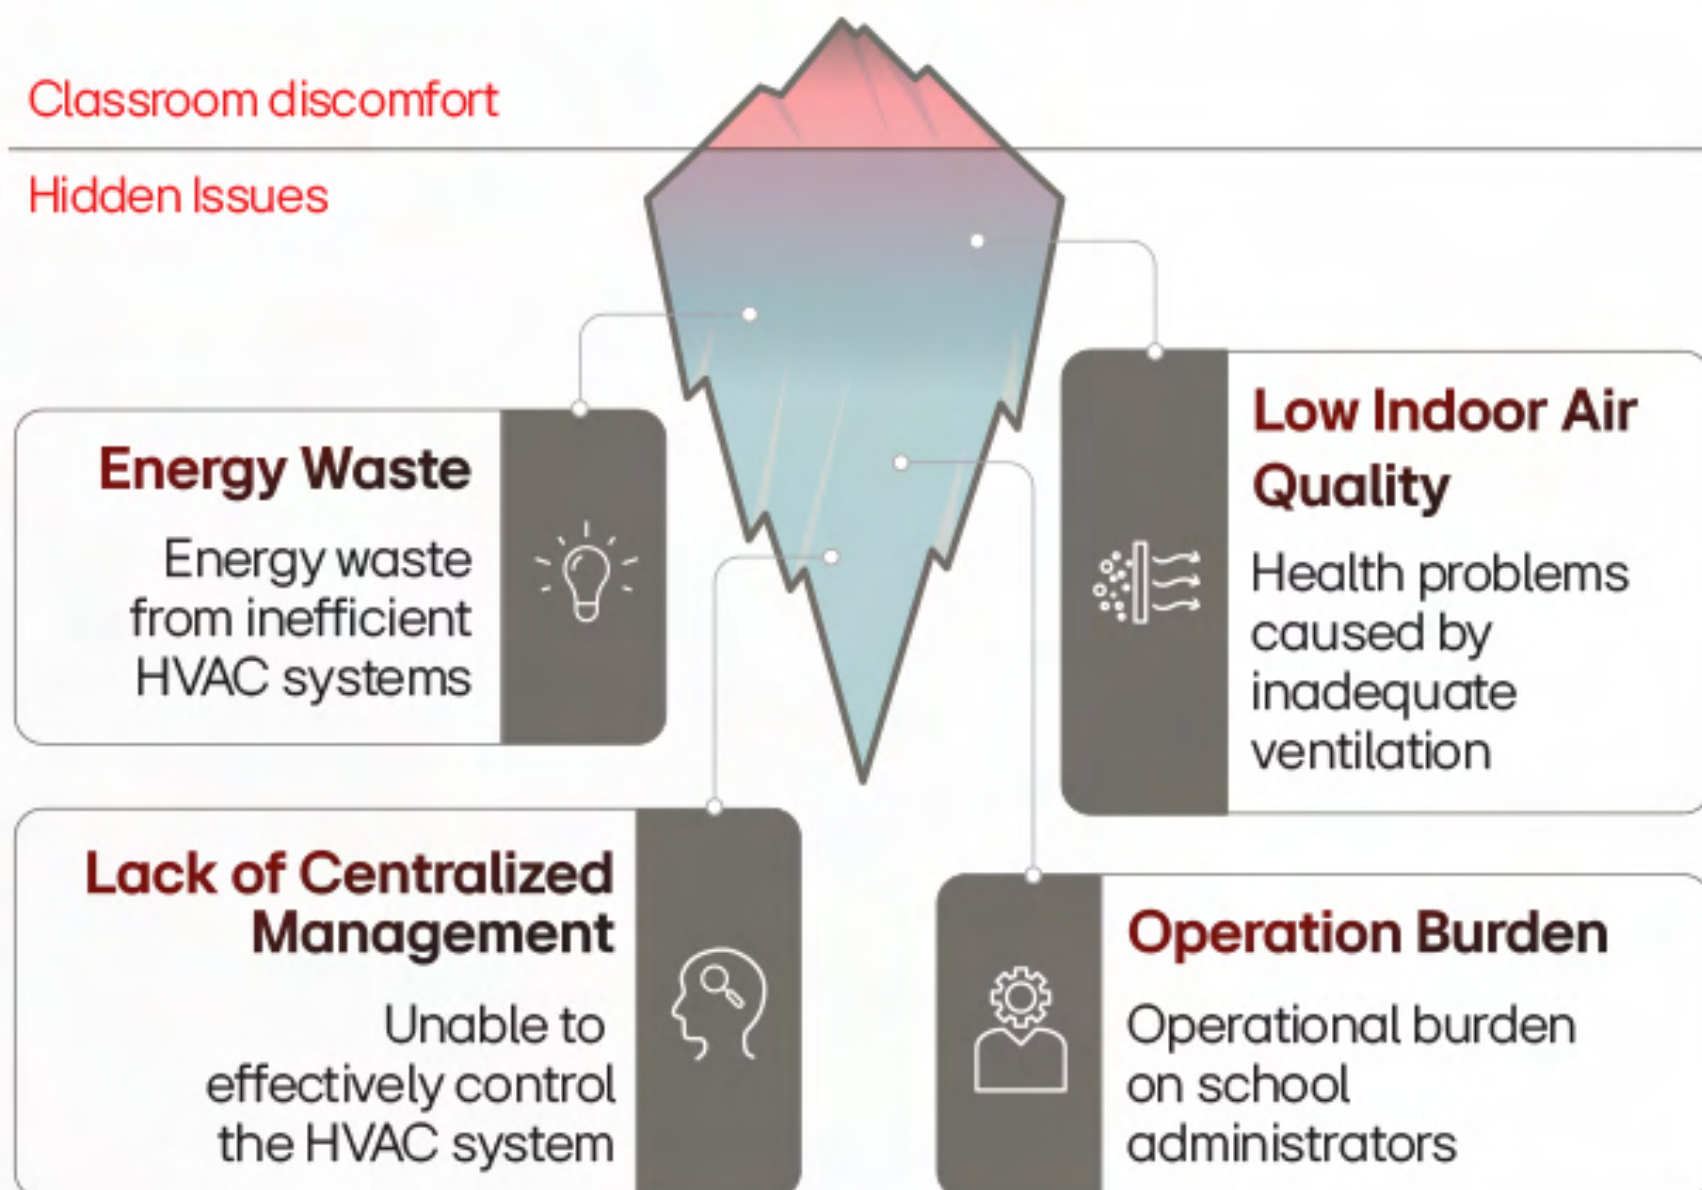 Classroom discomfort
Hidden Issues
Energy Waste
Energy waste
from inefficient
HVAC systems
Low Indoor Air
Quality
Health problems
caused by
inadequate
ventilation
Lack of Centralized
Management
Unable to
effectively control
the HVAC system
Operation Burden
Operational burden
on school
administrators